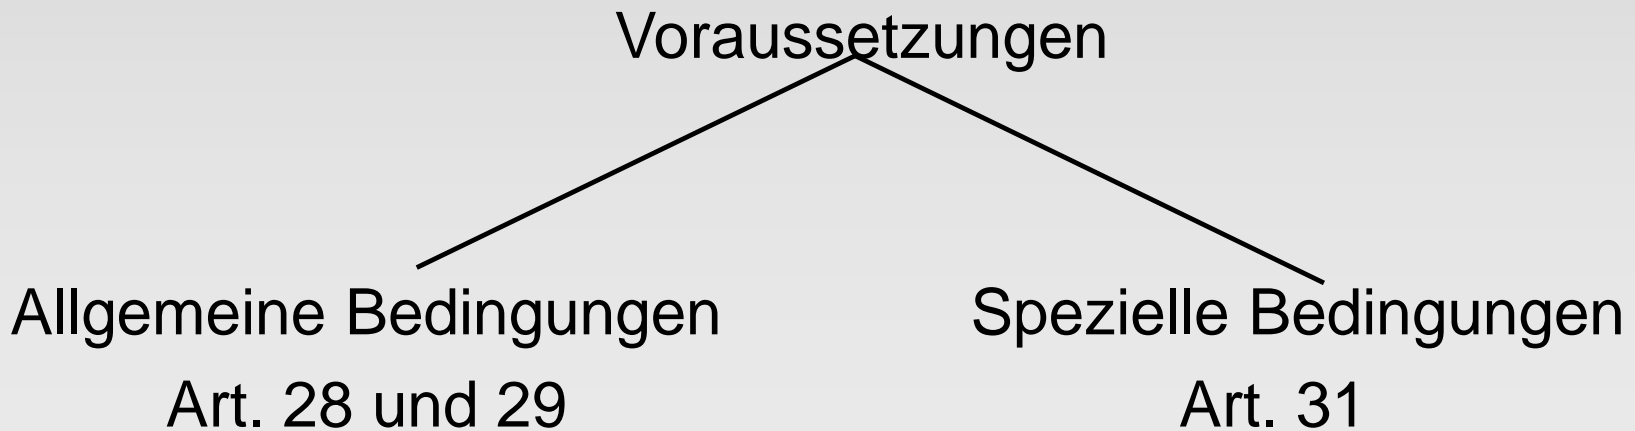 Voraussetzungen
Allgemeine Bedingungen
Art. 28 und 29
Spezielle Bedingungen
Art. 31